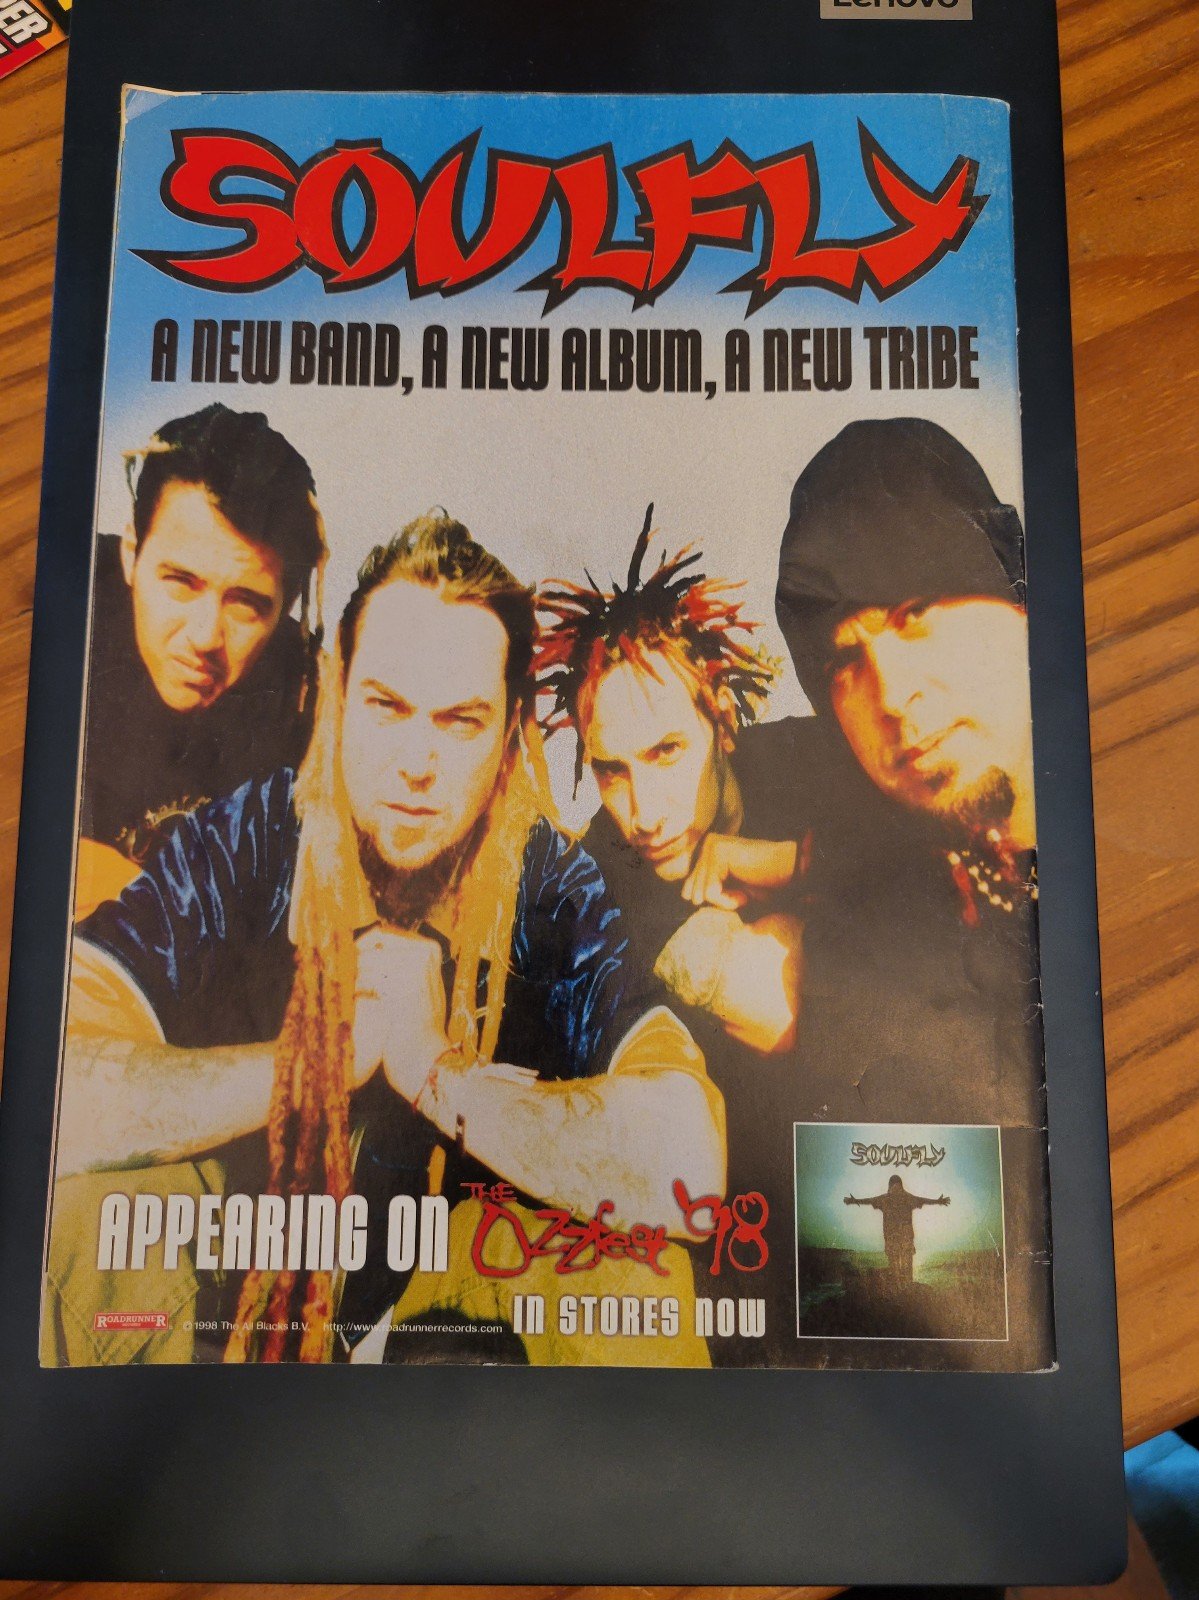 Lenovo
SOULFLY
A NEW BAND, A NEW ALBUM, A NEW TRIBE
SOULFLY
APPEARING ON THE Ozzfest '98
IN STORES NOW
ROADRUNNER
©1998 The All Blacks B.V. http://www.roadrunnerrecords.com